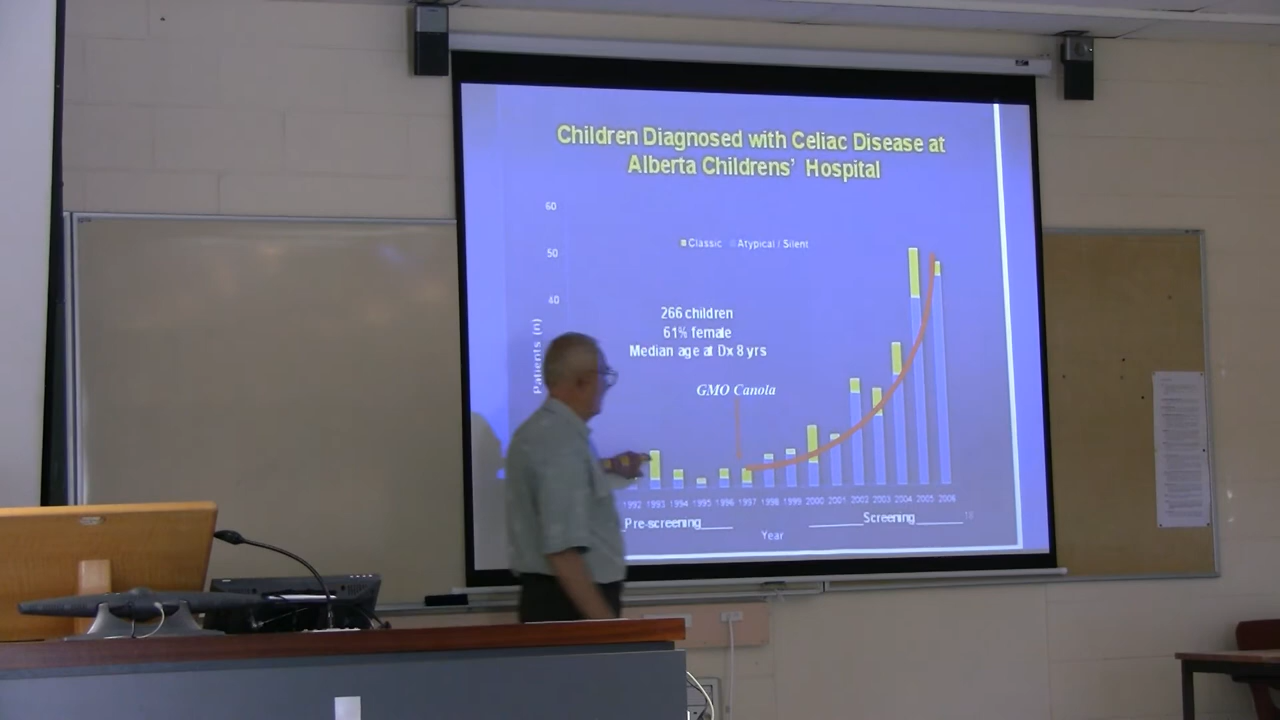 Children Diagnosed with Celiac Disease at
Alberta Childrens' Hospital
60
Classic Atypical / Silent
50
40
266 children
61% female
Median age at Dx 8 yrs
Patients (n)
GMO Canola
1992 1993 1994 1995 1996 1997 1998 1999 2000 2001 2002 2003 2004 2005 2006
Pre-screening Screening
Year